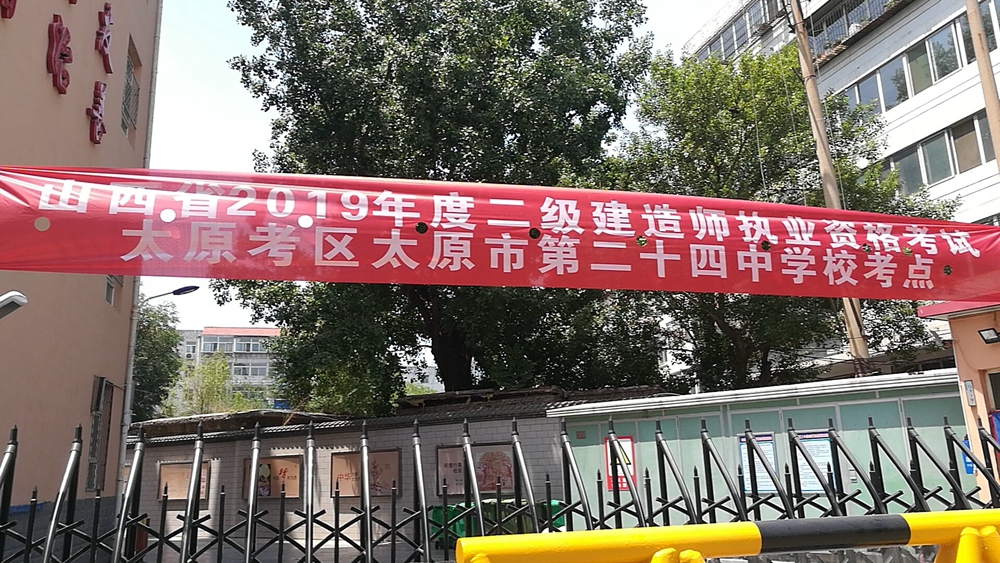 山西省2019年度二级建造师执业资格考试
太原考区太原市第二十四中学校考点